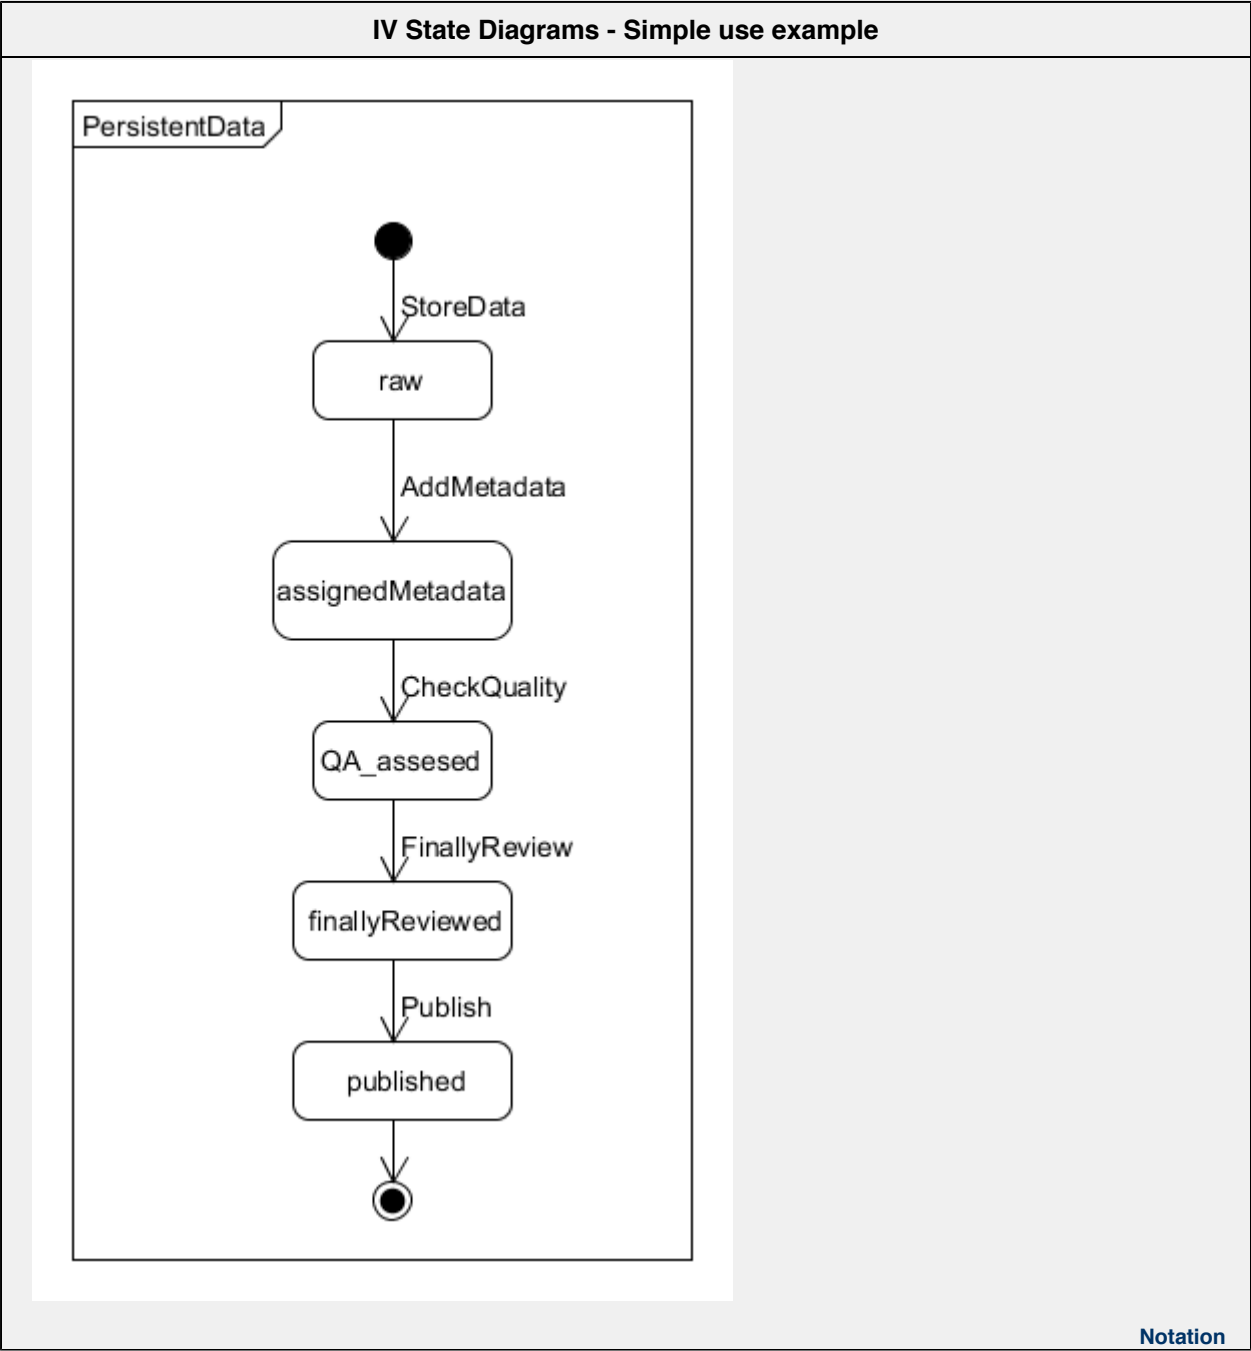 IV State Diagrams - Simple use example
PersistentData
StoreData
raw
AddMetadata
assignedMetadata
CheckQuality
QA_assesed
FinallyReview
finallyReviewed
Publish
published
Notation